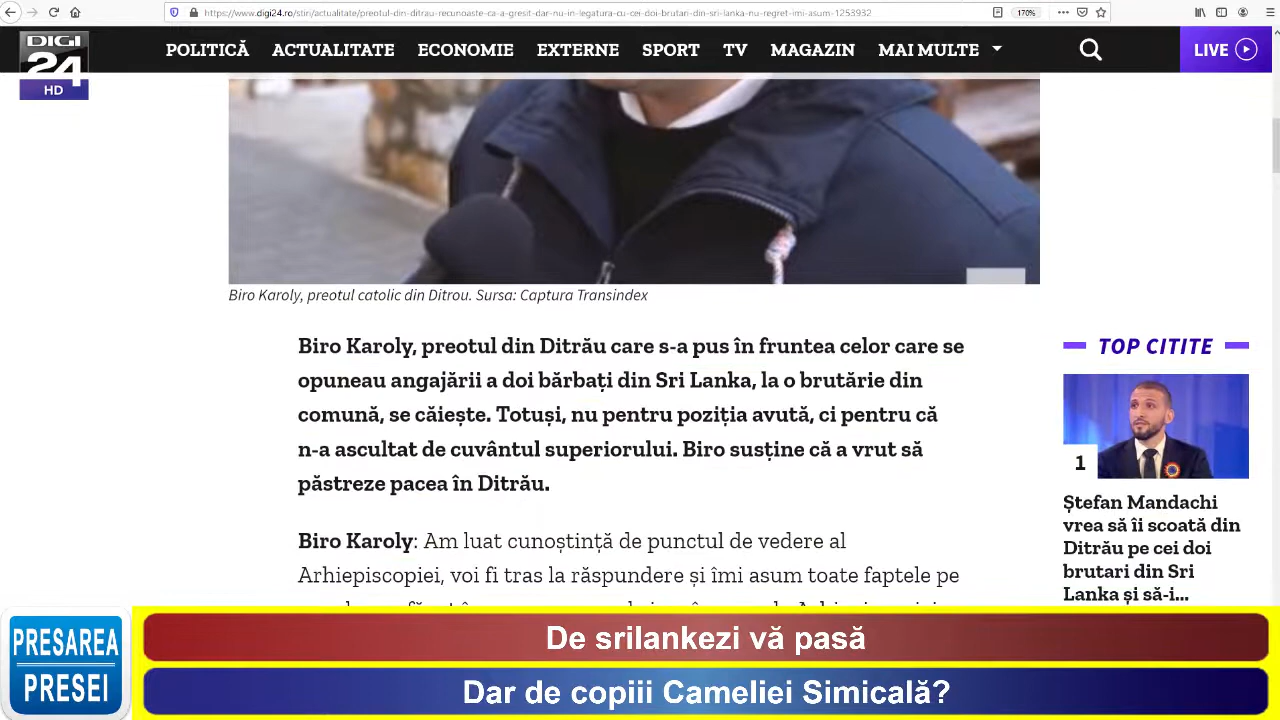 https://www.digi24.ro/stiri/actualitate/preotul-din-ditrau-recunoaste-ca-a-gresit-dar-nu-in-legatura-cu-cei-doi-brutari-din-sri-lanka-nu-regret-imi-asum-1253932
170%
DIGI
24
HD
POLITICĂ ACTUALITATE ECONOMIE EXTERNE SPORT TV MAGAZIN MAI MULTE
LIVE
Biro Karoly, preotul catolic din Ditrou. Sursa: Captura Transindex
Biro Karoly, preotul din Ditrău care s-a pus în fruntea celor care se
opuneau angajării a doi bărbați din Sri Lanka, la o brutărie din
comună, se căiește. Totuși, nu pentru poziția avută, ci pentru că
n-a ascultat de cuvântul superiorului. Biro susține că a vrut să
păstreze pacea în Ditrău.
Biro Karoly: Am luat cunoștință de punctul de vedere al
Arhiepiscopiei, voi fi tras la răspundere și îmi asum toate faptele pe
TOP CITITE
1
Ștefan Mandachi
vrea să îi scoată din
Ditrău pe cei doi
brutari din Sri
Lanka și să-i...
PRESAREA
PRESEI
De srilankezi vă pasă
Dar de copiii Cameliei Simicală?